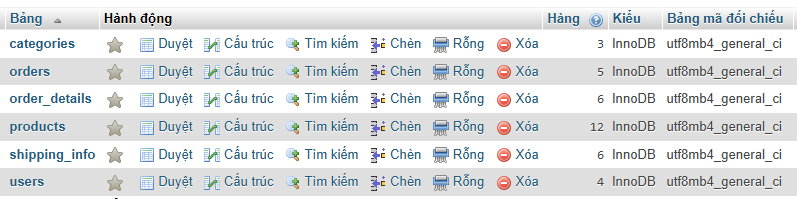 Bảng Hành động Hàng Kiểu Bảng mã đối chiếu
categories Duyệt Cấu trúc Tìm kiếm Chèn Rỗng Xóa 3 InnoDB utf8mb4_general_ci
orders Duyệt Cấu trúc Tìm kiếm Chèn Rỗng Xóa 5 InnoDB utf8mb4_general_ci
order_details Duyệt Cấu trúc Tìm kiếm Chèn Rỗng Xóa 6 InnoDB utf8mb4_general_ci
products Duyệt Cấu trúc Tìm kiếm Chèn Rỗng Xóa 12 InnoDB utf8mb4_general_ci
shipping_info Duyệt Cấu trúc Tìm kiếm Chèn Rỗng Xóa 6 InnoDB utf8mb4_general_ci
users Duyệt Cấu trúc Tìm kiếm Chèn Rỗng Xóa 4 InnoDB utf8mb4_general_ci